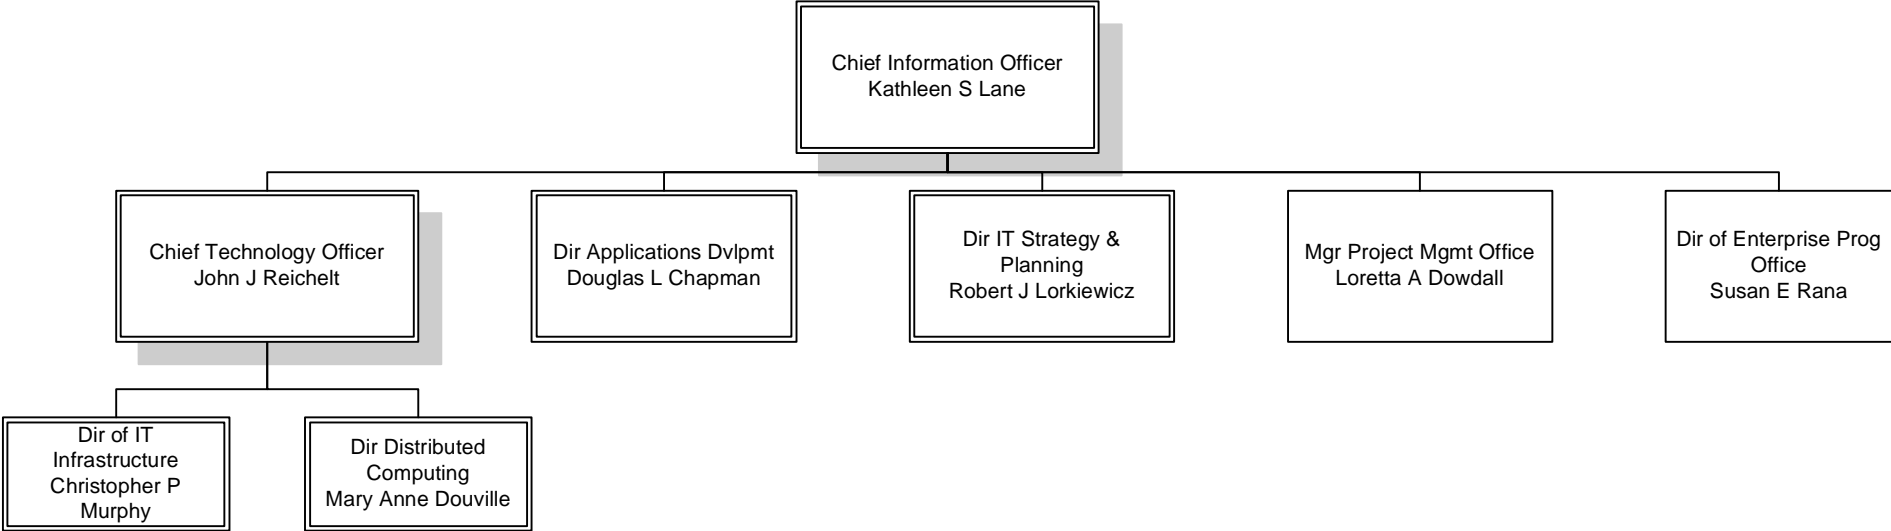 Chief Information Officer
Kathleen S Lane
Chief Technology Officer
John J Reichelt
Dir Applications Dvlpmt
Douglas L Chapman
Dir IT Strategy &
Planning
Robert J Lorkiewicz
Mgr Project Mgmt Office
Loretta A Dowdall
Dir of Enterprise Prog
Office
Susan E Rana
Dir of IT
Infrastructure
Christopher P
Murphy
Dir Distributed
Computing
Mary Anne Douville